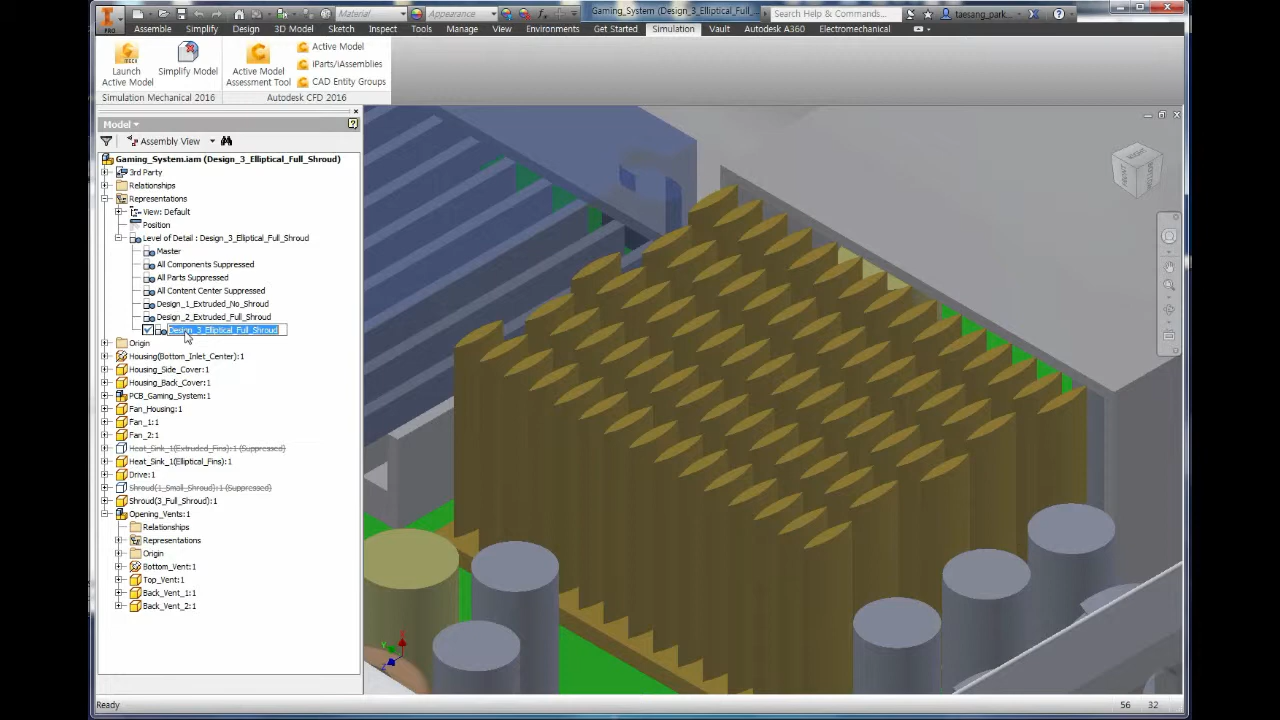 Material
Appearance
Gaming_System (Design_3_Elliptical_Full_...
Search Help & Commands...
taesang_park...
PRO
Assemble
Simplify
Design
3D Model
Sketch
Inspect
Tools
Manage
View
Environments
Get Started
Simulation
Vault
Autodesk A360
Electromechanical
Launch
Active Model
Simplify Model
Active Model
Assessment Tool
Active Model
iParts/iAssemblies
CAD Entity Groups
Simulation Mechanical 2016
Autodesk CFD 2016
Model
Assembly View
Gaming_System.iam (Design_3_Elliptical_Full_Shroud)
3rd Party
Relationships
Representations
View: Default
Position
Level of Detail : Design_3_Elliptical_Full_Shroud
Master
All Components Suppressed
All Parts Suppressed
All Content Center Suppressed
Design_1_Extruded_No_Shroud
Design_2_Extruded_Full_Shroud
Design_3_Elliptical_Full_Shroud
Origin
Housing(Bottom_Inlet_Center):1
Housing_Side_Cover:1
Housing_Back_Cover:1
PCB_Gaming_System:1
Fan_Housing:1
Fan_1:1
Fan_2:1
Heat_Sink_1(Extruded_Fins):1 (Suppressed)
Heat_Sink_1(Elliptical_Fins):1
Drive:1
Shroud(1_Small_Shroud):1 (Suppressed)
Shroud(3_Full_Shroud):1
Opening_Vents:1
Relationships
Representations
Origin
Bottom_Vent:1
Top_Vent:1
Back_Vent_1:1
Back_Vent_2:1
Ready
56
32